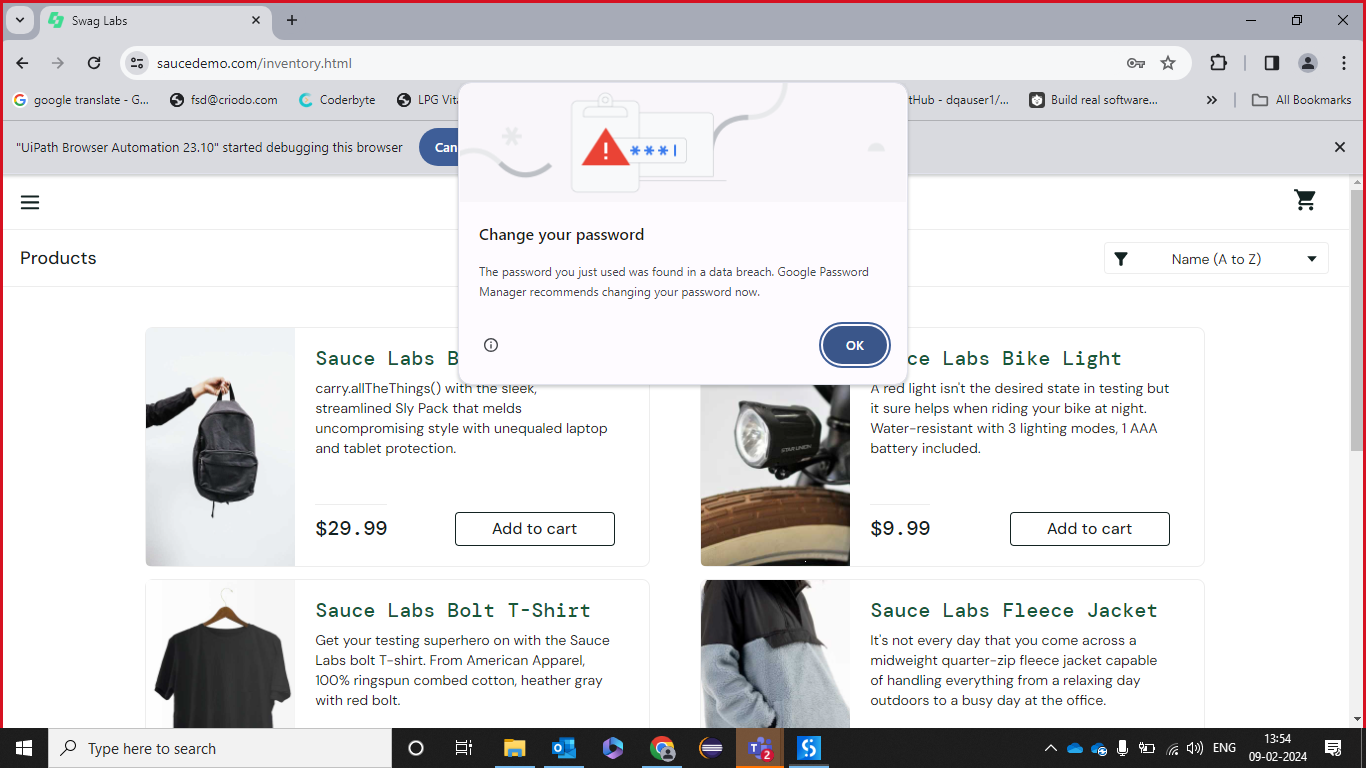 Swag Labs
saucedemo.com/inventory.html
google translate - G...
fsd@criodo.com
Coderbyte
LPG Vita
tHub - dqauser1/...
Build real software...
All Bookmarks
"UiPath Browser Automation 23.10" started debugging this browser
Can
***
Change your password
The password you just used was found in a data breach. Google Password
Manager recommends changing your password now.
OK
Products
Name (A to Z)
Sauce Labs B
carry.allTheThings() with the sleek,
streamlined Sly Pack that melds
uncompromising style with unequaled laptop
and tablet protection.
$29.99
Add to cart
ce Labs Bike Light
A red light isn't the desired state in testing but
it sure helps when riding your bike at night.
Water-resistant with 3 lighting modes, 1 AAA
battery included.
STAR UNION
$9.99
Add to cart
Sauce Labs Bolt T-Shirt
Get your testing superhero on with the Sauce
Labs bolt T-shirt. From American Apparel,
100% ringspun combed cotton, heather gray
with red bolt.
Sauce Labs Fleece Jacket
It's not every day that you come across a
midweight quarter-zip fleece jacket capable
of handling everything from a relaxing day
outdoors to a busy day at the office.
Type here to search
2
ENG
13:54
09-02-2024